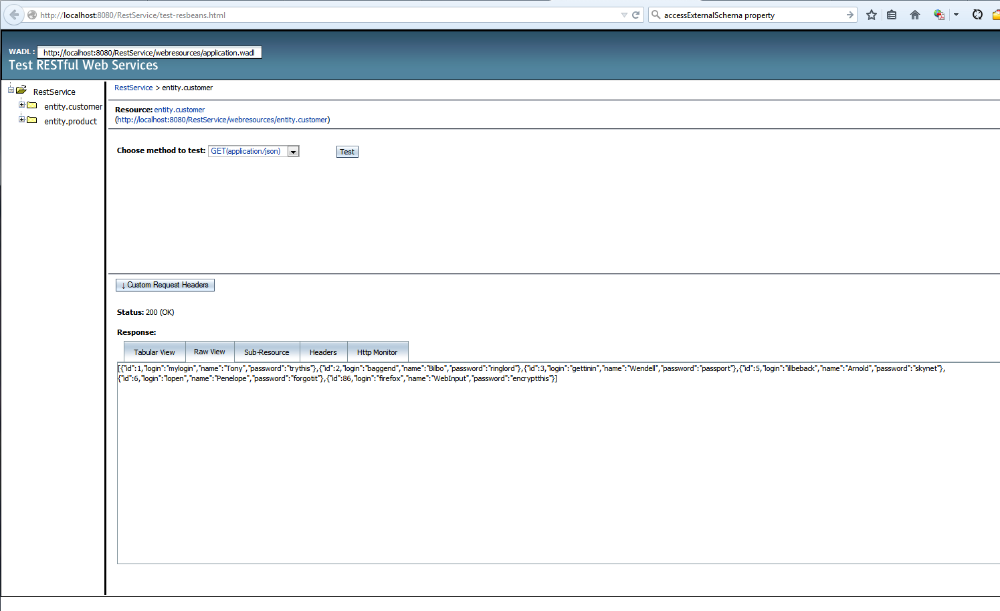 http://localhost:8080/RestService/test-resbeans.html
accessExternalSchema property
WADL : http://localhost:8080/RestService/webresources/application.wadl
Test RESTful Web Services
RestService
entity.customer
entity.product
RestService > entity.customer
Resource: entity.customer
(http://localhost:8080/RestService/webresources/entity.customer)
Choose method to test: GET(application/json) Test
↓ Custom Request Headers
Status: 200 (OK)
Response:
Tabular View Raw View Sub-Resource Headers Http Monitor
[{"id":1,"login":"mylogin","name":"Tony","password":"trythis"},{"id":2,"login":"baggend","name":"Bilbo","password":"ringlord"},{"id":3,"login":"gettinin","name":"Wendell","password":"passport"},{"id":5,"login":"illbeback","name":"Arnold","password":"skynet"},
{"id":6,"login":"lopen","name":"Penelope","password":"forgotit"},{"id":86,"login":"firefox","name":"WebInput","password":"encryptthis"}]